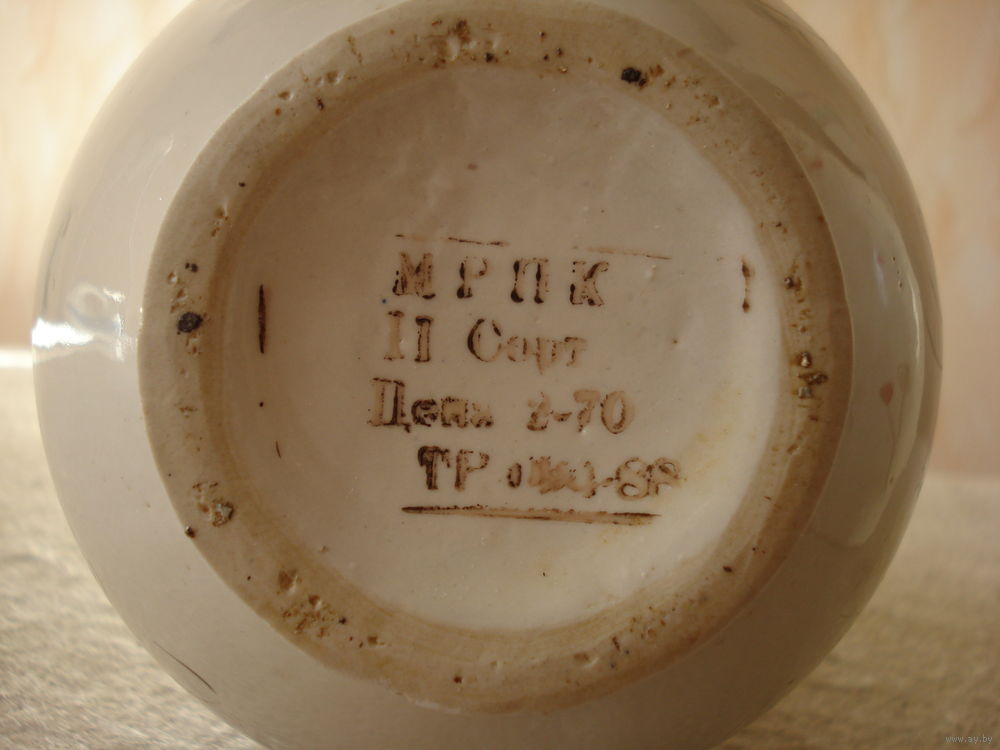 МРПК
II Сорт
Цена 2-70
ТР
www.ay.by